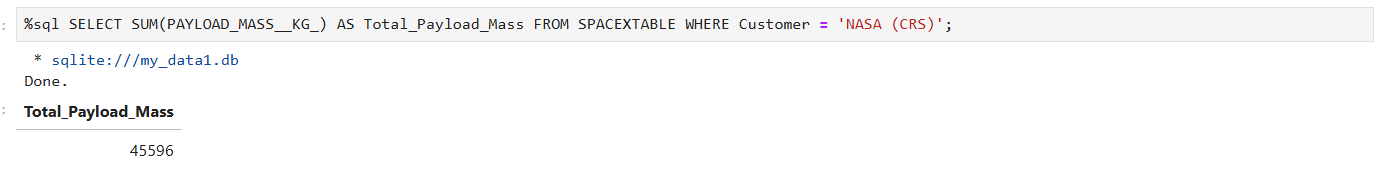 %sql SELECT SUM(PAYLOAD_MASS__KG_) AS Total_Payload_Mass FROM SPACEXTABLE WHERE Customer = 'NASA (CRS)';
* sqlite:///my_data1.db
Done.
Total_Payload_Mass
45596